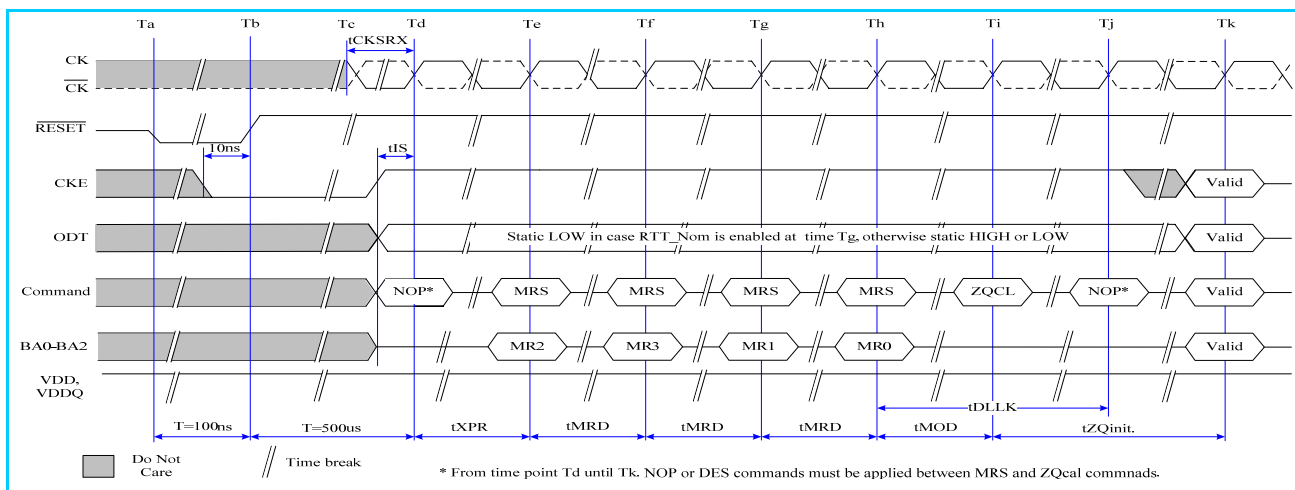 Ta Tb Tc Td Te Tf Tg Th Ti Tj Tk
tCKSRX
CK
CK
RESET
10ns
tIS
CKE
Valid
ODT
Static LOW in case RTT_Nom is enabled at time Tg, otherwise static HIGH or LOW
Valid
Command
NOP* MRS MRS MRS MRS ZQCL NOP* Valid
BA0-BA2
MR2 MR3 MR1 MR0 Valid
VDD,
VDDQ
tDLLK
T=100ns T=500us tXPR tMRD tMRD tMRD tMOD tZQinit.
Do Not
Care
Time break
* From time point Td until Tk. NOP or DES commands must be applied between MRS and ZQcal commnads.